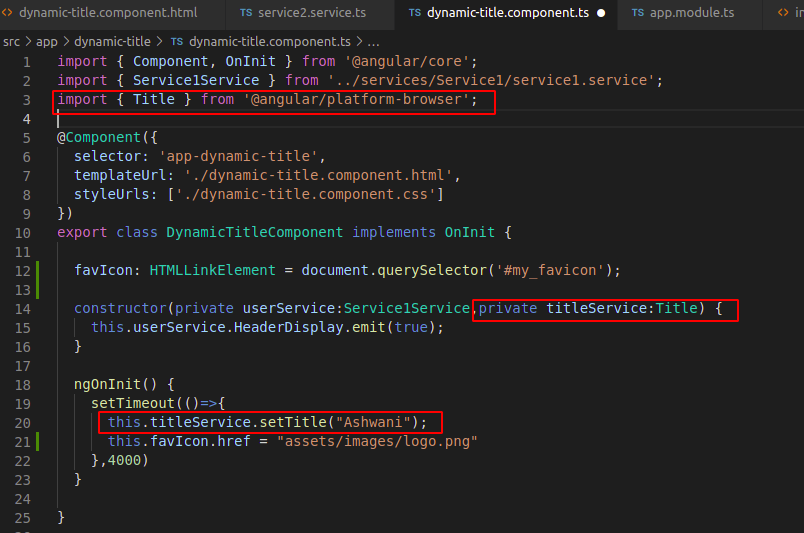 dynamic-title.component.html TS service2.service.ts TS dynamic-title.component.ts ● TS app.module.ts in
src > app > dynamic-title > TS dynamic-title.component.ts > ...
1 import { Component, OnInit } from '@angular/core';
2 import { Service1Service } from '../services/Service1/service1.service';
3 import { Title } from '@angular/platform-browser';
4
5 @Component({
6 selector: 'app-dynamic-title',
7 templateUrl: './dynamic-title.component.html',
8 styleUrls: ['./dynamic-title.component.css']
9 })
10 export class DynamicTitleComponent implements OnInit {
11
12 favIcon: HTMLLinkElement = document.querySelector('#my_favicon');
13
14 constructor(private userService:Service1Service,private titleService:Title) {
15 this.userService.HeaderDisplay.emit(true);
16 }
17
18 ngOnInit() {
19 setTimeout(()=>{
20 this.titleService.setTitle("Ashwani");
21 this.favIcon.href = "assets/images/logo.png"
22 },4000)
23 }
24
25 }